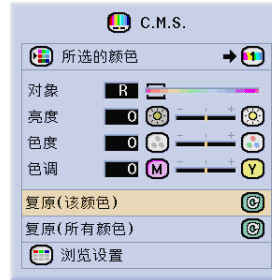 C.M.S.
所选的颜色 1
对象 R
亮度 0 - +
色度 0 - +
色调 0 M - + Y
复原(该颜色)
复原(所有颜色)
浏览设置